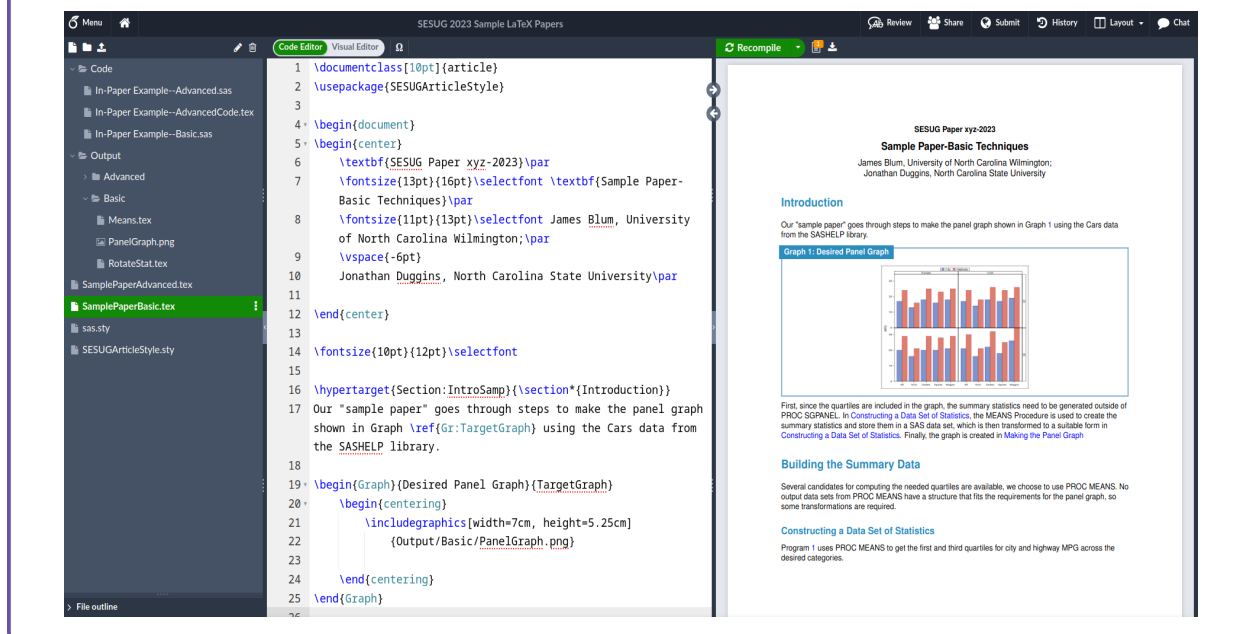 Menu
SESUG 2023 Sample LaTeX Papers
Review
Share
Submit
History
Layout
Chat
Code Editor
Visual Editor
Ω
Recompile
Code
In-Paper Example--Advanced.sas
In-Paper Example--AdvancedCode.tex
In-Paper Example--Basic.sas
Output
Advanced
Basic
Means.tex
PanelGraph.png
RotateStat.tex
SamplePaperAdvanced.tex
SamplePaperBasic.tex
sas.sty
SESUGArticleStyle.sty
File outline
1 \documentclass[10pt]{article}
2 \usepackage{SESUGArticleStyle}
3
4 \begin{document}
5 \begin{center}
6 \textbf{SESUG Paper xyz-2023}\par
7 \fontsize{13pt}{16pt}\selectfont \textbf{Sample Paper-
Basic Techniques}\par
8 \fontsize{11pt}{13pt}\selectfont James Blum, University
of North Carolina Wilmington;\par
9 \vspace{-6pt}
10 Jonathan Duggins, North Carolina State University\par
11
12 \end{center}
13
14 \fontsize{10pt}{12pt}\selectfont
15
16 \hypertarget{Section:IntroSamp}{\section*{Introduction}}
17 Our "sample paper" goes through steps to make the panel graph
shown in Graph \ref{Gr:TargetGraph} using the Cars data from
the SASHELP library.
18
19 \begin{Graph}{Desired Panel Graph}{TargetGraph}
20 \begin{centering}
21 \includegraphics[width=7cm, height=5.25cm]
22 {Output/Basic/PanelGraph.png}
23
24 \end{centering}
25 \end{Graph}
26
SESUG Paper xyz-2023
Sample Paper-Basic Techniques
James Blum, University of North Carolina Wilmington;
Jonathan Duggins, North Carolina State University
Introduction
Our "sample paper" goes through steps to make the panel graph shown in Graph 1 using the Cars data
from the SASHELP library.
Graph 1: Desired Panel Graph
First, since the quartiles are included in the graph, the summary statistics need to be generated outside of
PROC SGPANEL. In Constructing a Data Set of Statistics, the MEANS Procedure is used to create the
summary statistics and store them in a SAS data set, which is then transformed to a suitable form in
Constructing a Data Set of Statistics. Finally, the graph is created in Making the Panel Graph
Building the Summary Data
Several candidates for computing the needed quartiles are available, we choose to use PROC MEANS. No
output data sets from PROC MEANS have a structure that fits the requirements for the panel graph, so
some transformations are required.
Constructing a Data Set of Statistics
Program 1 uses PROC MEANS to get the first and third quartiles for city and highway MPG across the
desired categories.